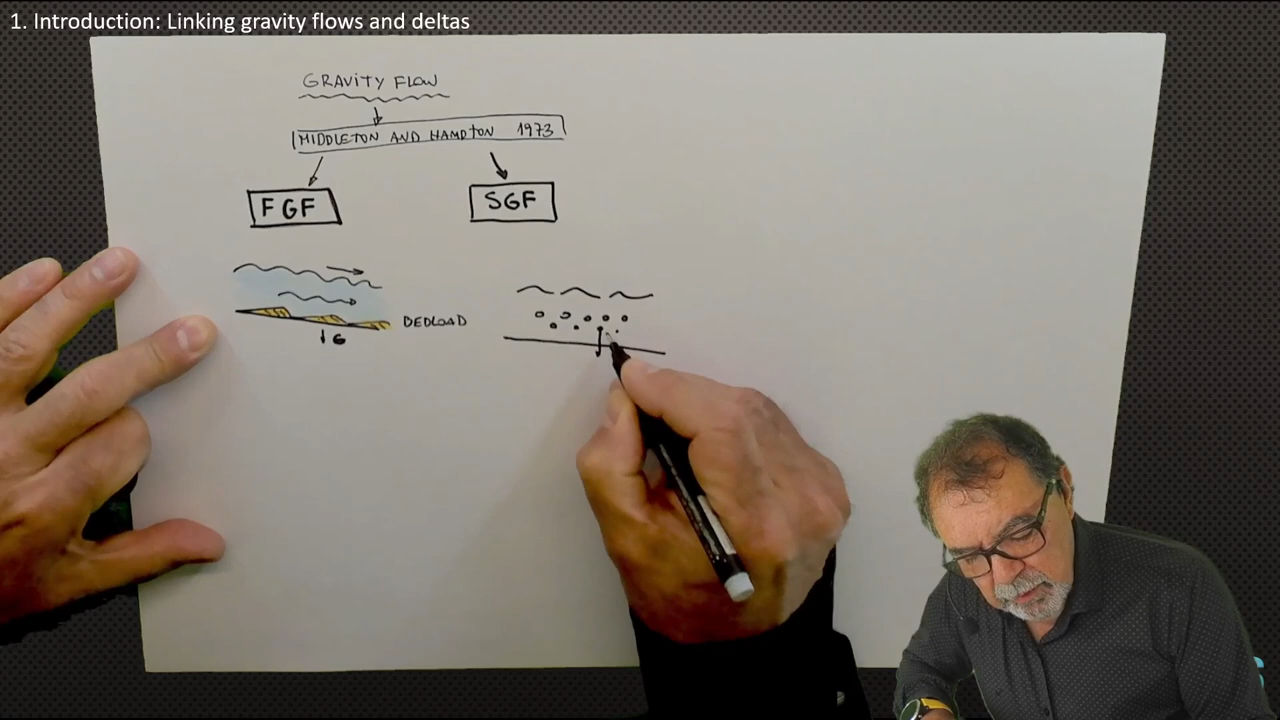 1. Introduction: Linking gravity flows and deltas
GRAVITY FLOW
MIDDLETON AND HAMPTON 1973
FGF
SGF
BEDLOAD
G